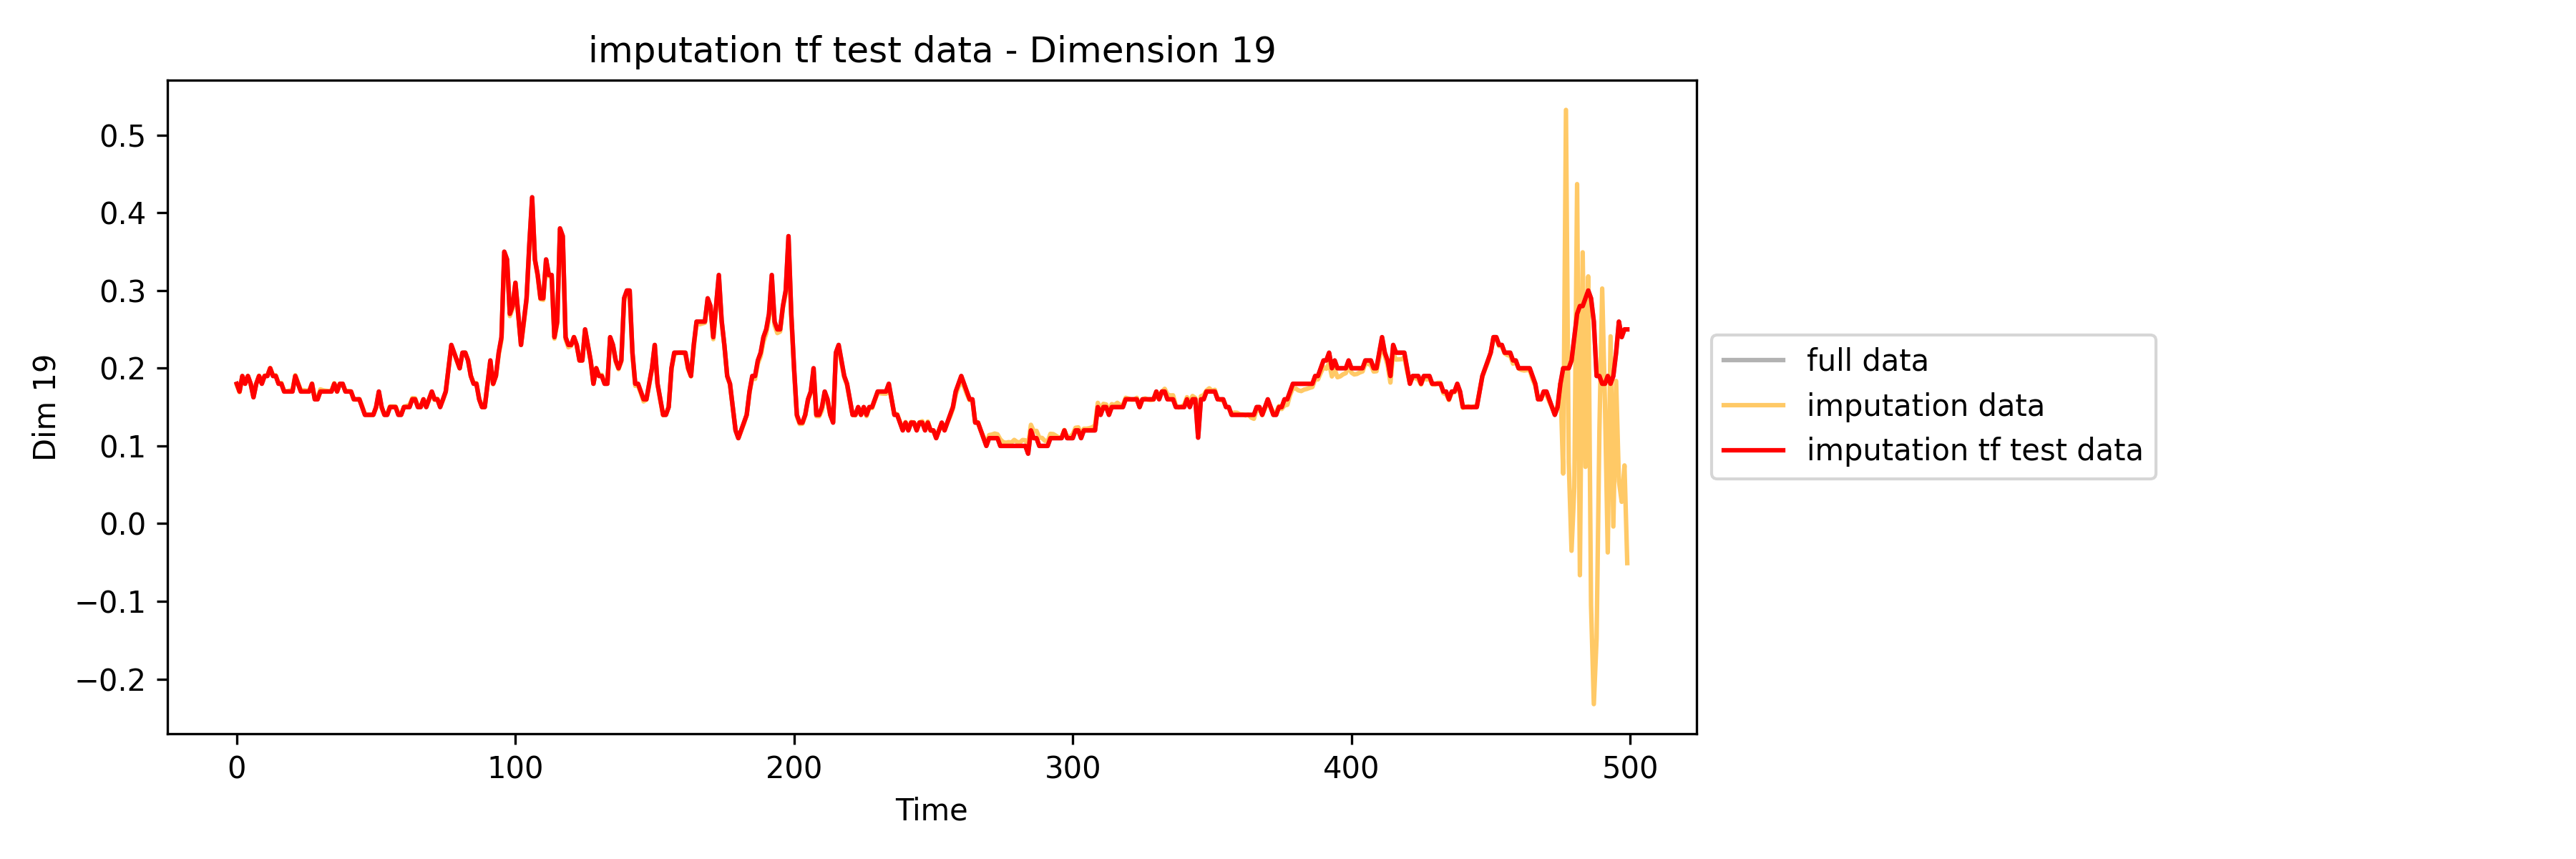 imputation tf test data - Dimension 19
Dim 19
0.5
0.4
0.3
0.2
0.1
0.0
−0.1
−0.2
0 100 200 300 400 500
Time
full data
imputation data
imputation tf test data